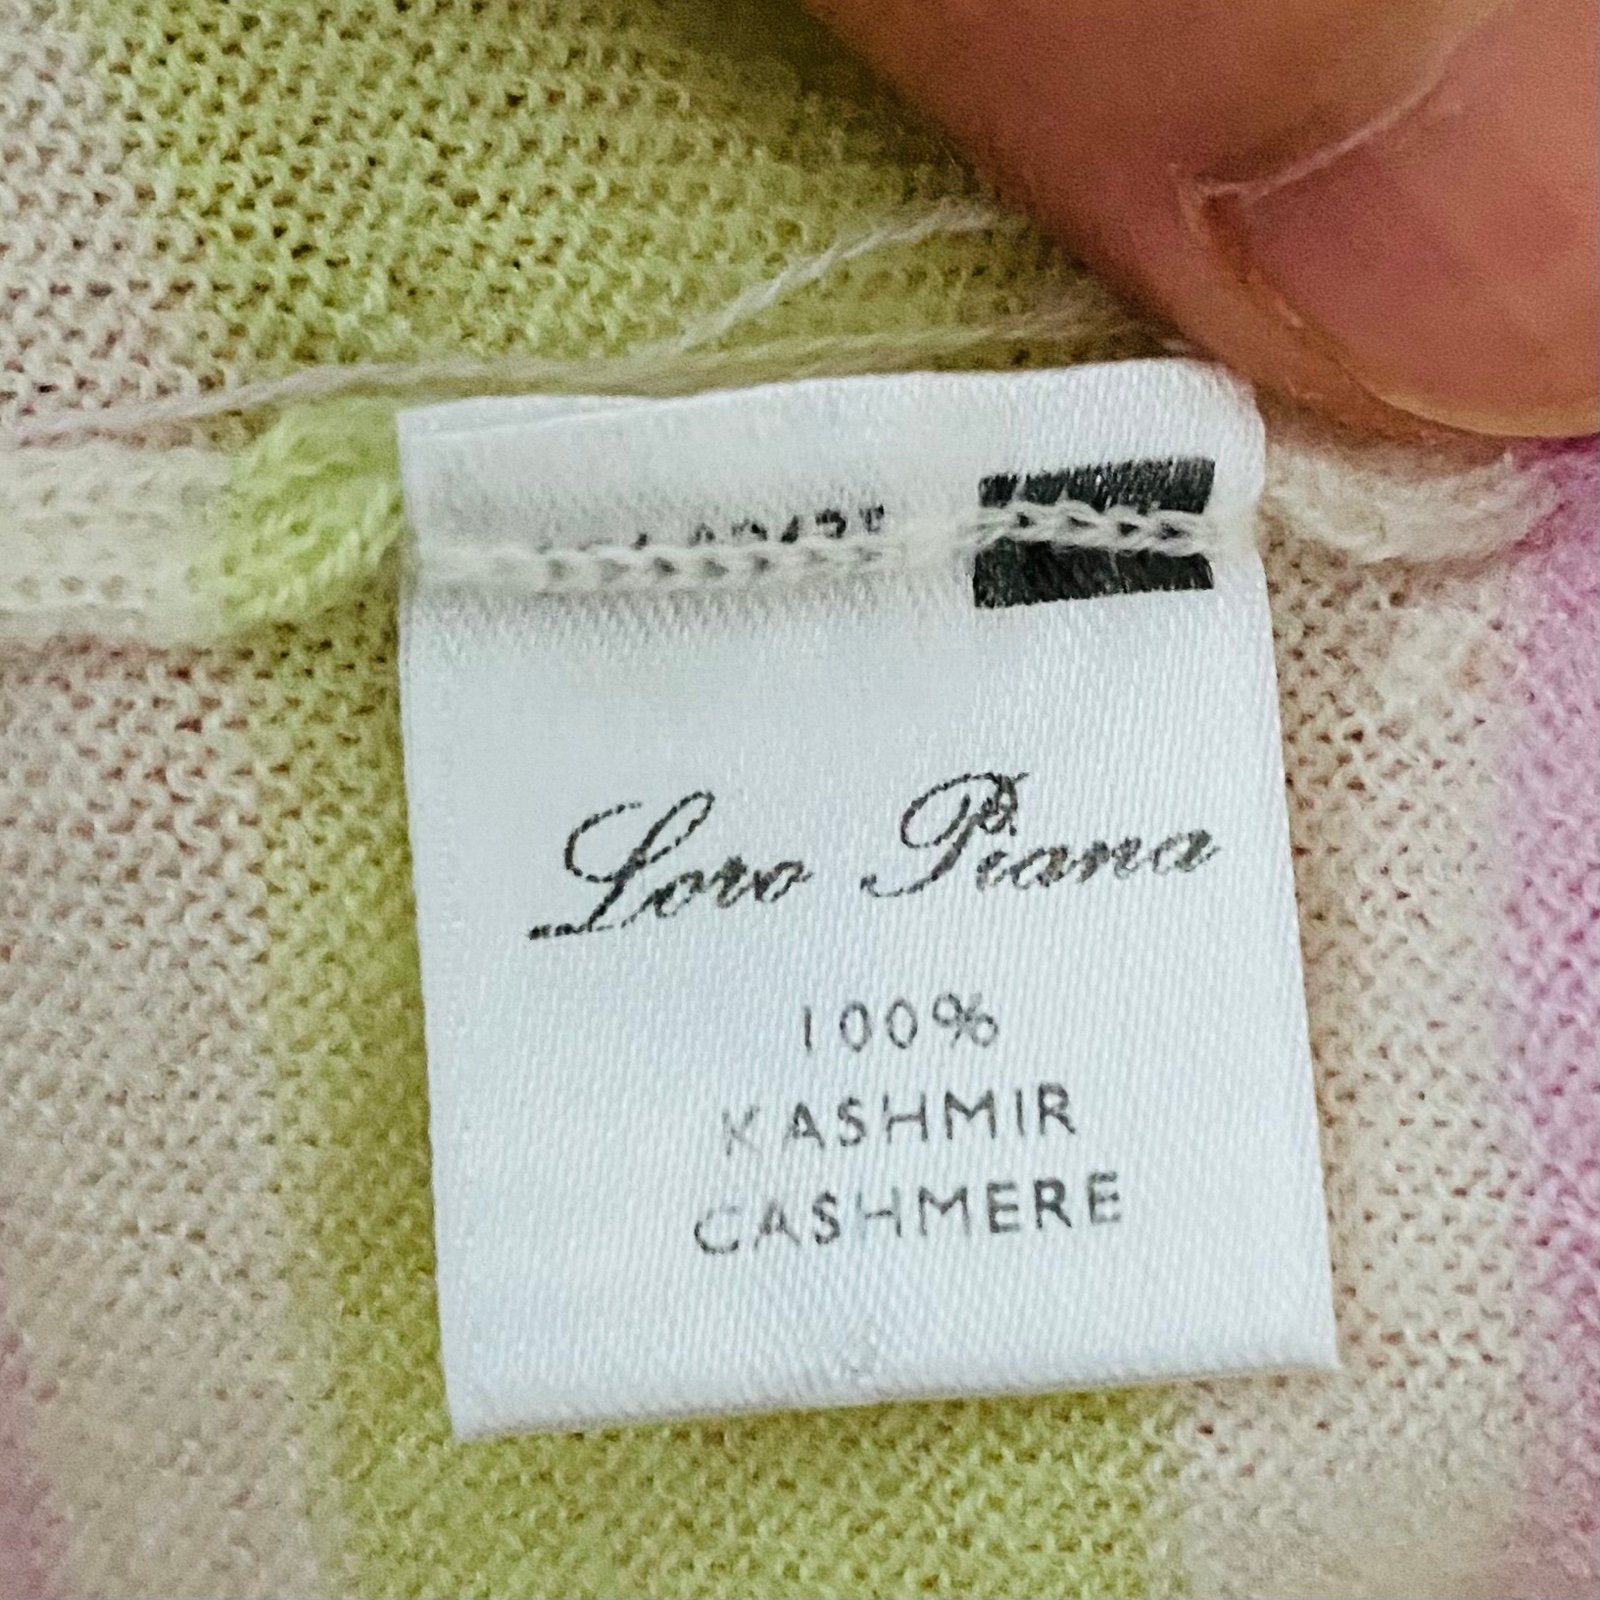 Loro Piana
100%
KASHMIR
CASHMERE